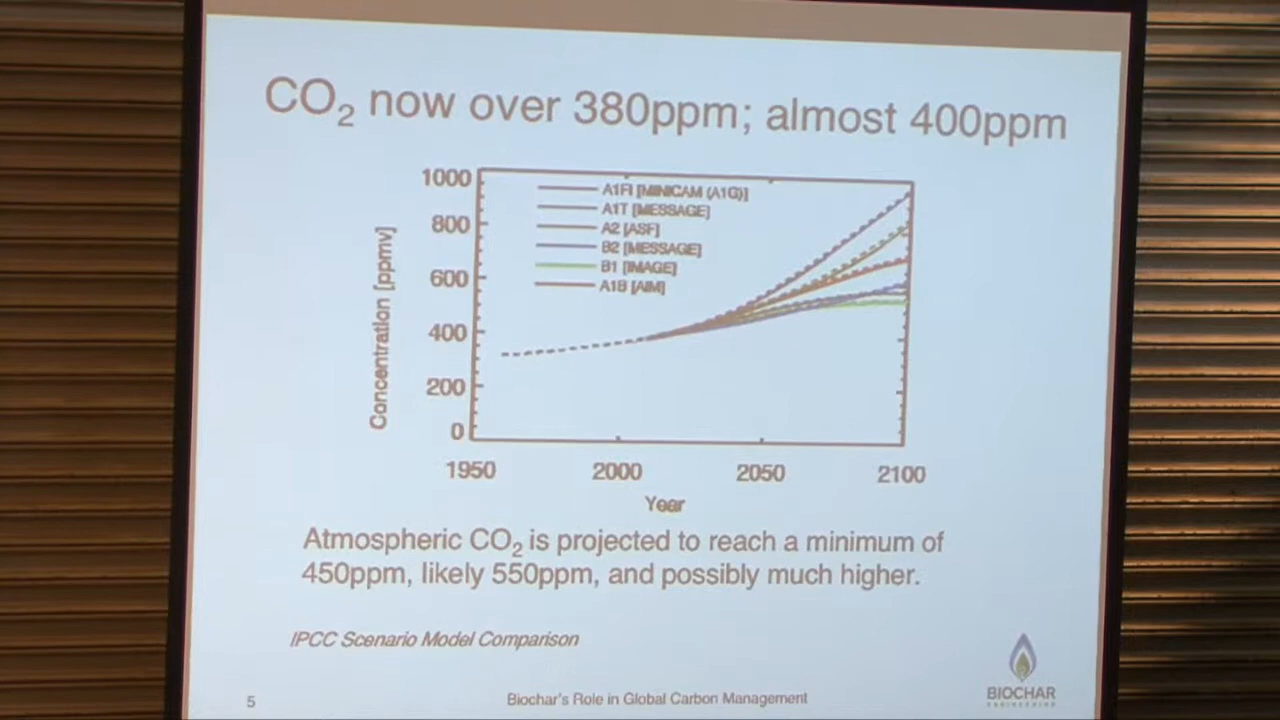 CO₂ now over 380ppm; almost 400ppm
1000
800
600
400
200
0
Concentration [ppmv]
A1FI [MINICAM (A1G)]
A1T [MESSAGE]
A2 [ASF]
B2 [MESSAGE]
B1 [IMAGE]
A1B [AIM]
1950 2000 2050 2100
Year
Atmospheric CO₂ is projected to reach a minimum of
450ppm, likely 550ppm, and possibly much higher.
IPCC Scenario Model Comparison
5
Biochar's Role in Global Carbon Management
BIOCHAR
ENGINEERING